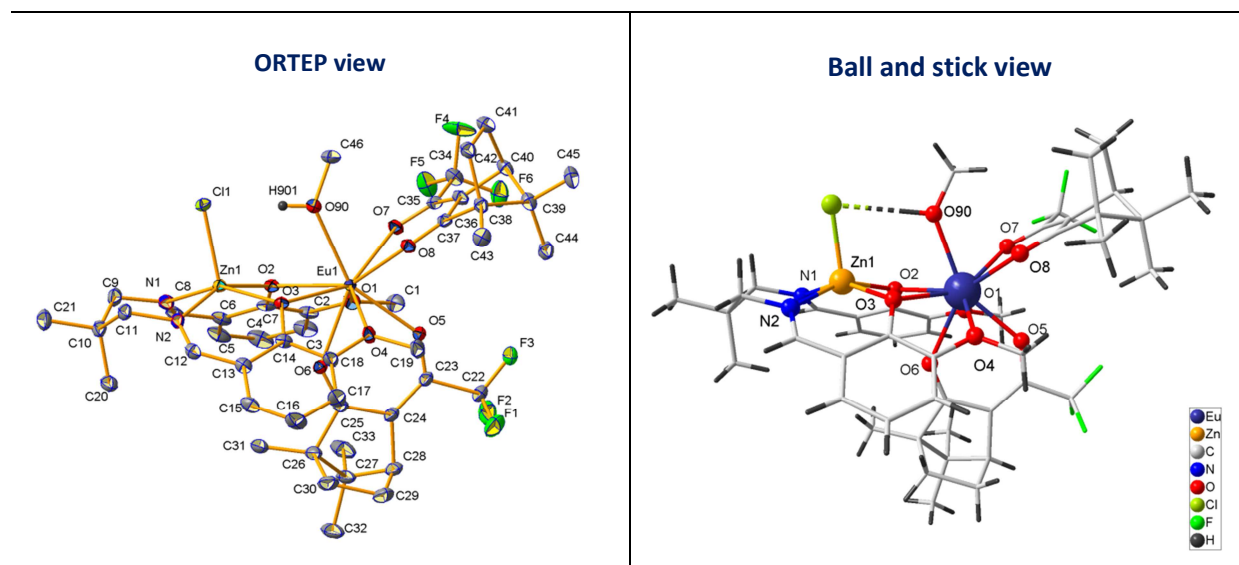 ORTEP view
C46
H901
O90
Cl1
Zn1
O2
Eu1
O3
O1
N1
C8
C9
C21
C10
C11
N2
C6
C7
C4
C5
C2
C3
C1
C12
C14
C13
C20
C15
C16
O6
C17
C18
O4
C19
O5
C23
F3
C22
F2
F1
C24
C25
C33
C31
C26
C27
C28
C30
C29
C32
F4
C41
C34
C42
C40
C45
F5
F6
C35
O7
C36
C38
C39
C37
O8
C43
C44
Ball and stick view
O90
Zn1
N1
N2
O2
O3
O1
O7
O8
O5
O4
O6
Eu
Zn
C
N
O
Cl
F
H